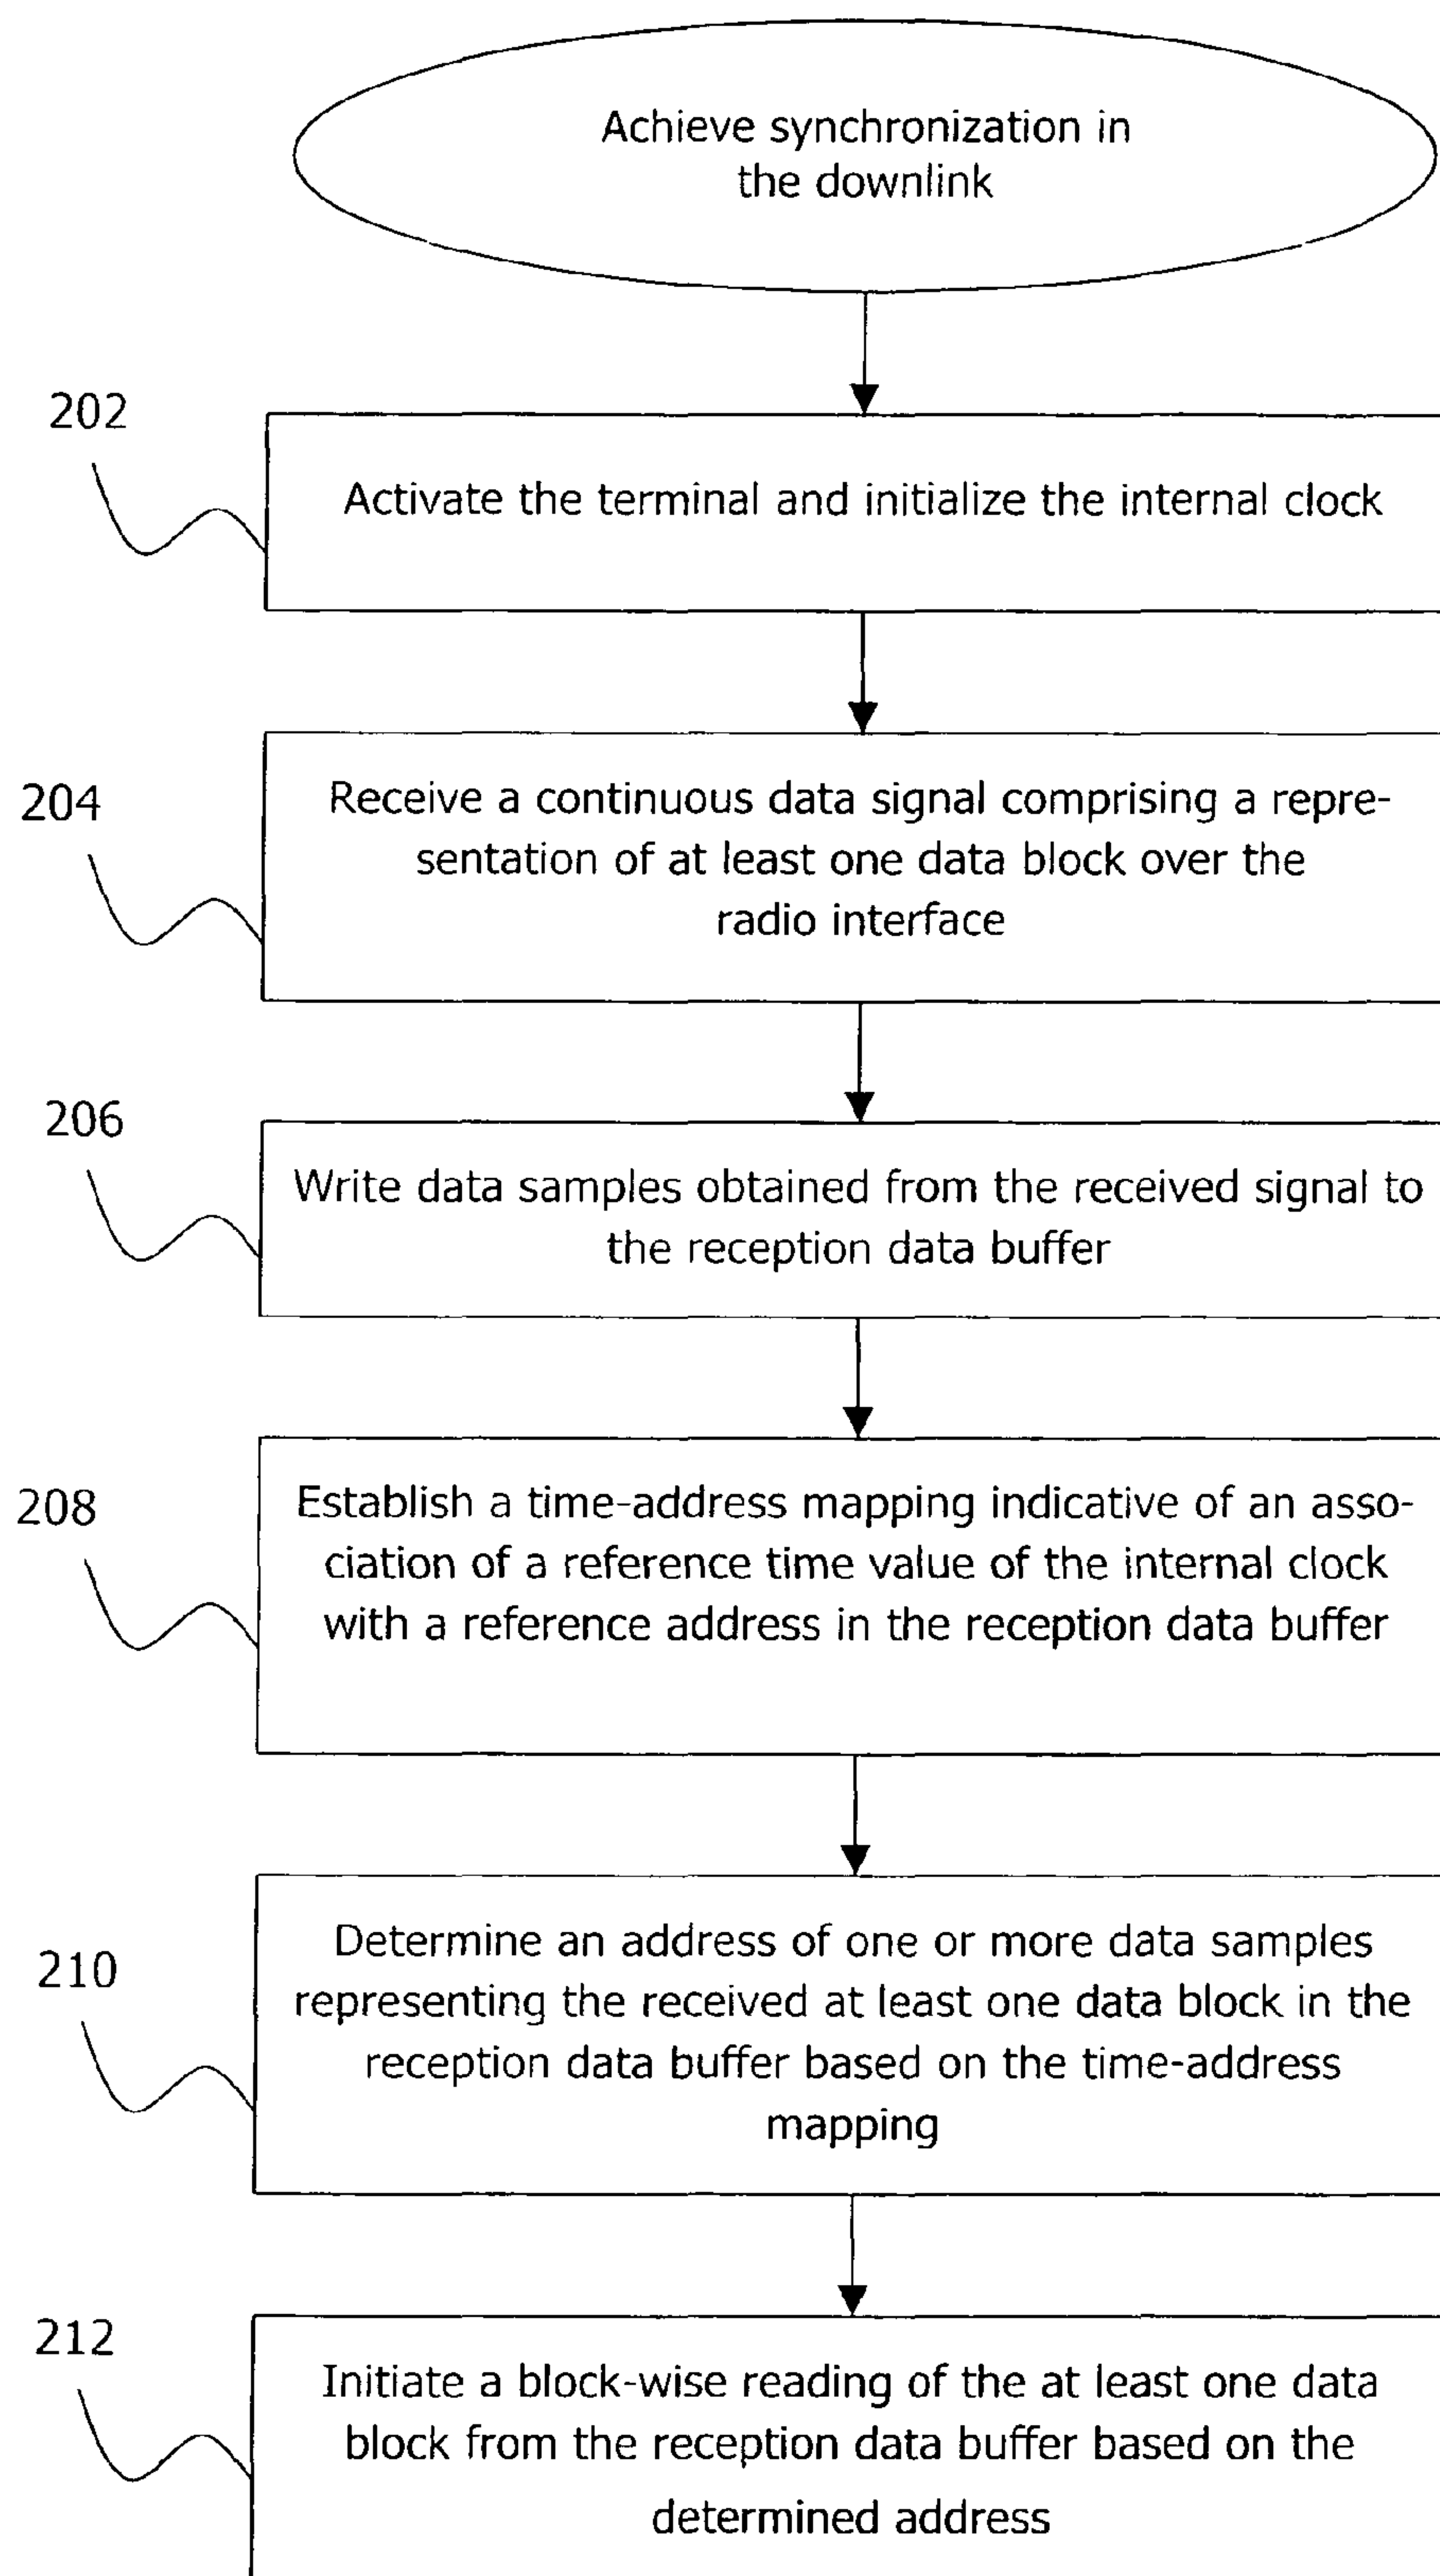 Achieve synchronization in
the downlink
202
Activate the terminal and initialize the internal clock
204
Receive a continuous data signal comprising a repre-
sentation of at least one data block over the
radio interface
206
Write data samples obtained from the received signal to
the reception data buffer
208
Establish a time-address mapping indicative of an asso-
ciation of a reference time value of the internal clock
with a reference address in the reception data buffer
210
Determine an address of one or more data samples
representing the received at least one data block in the
reception data buffer based on the time-address
mapping
212
Initiate a block-wise reading of the at least one data
block from the reception data buffer based on the
determined address